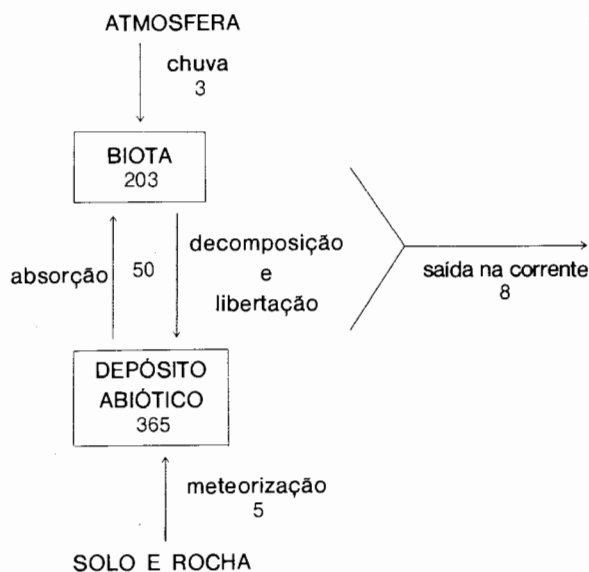 ATMOSFERA
chuva
3
BIOTA
203
absorção
50
decomposição
e
libertação
saída na corrente
8
DEPÓSITO
ABIÓTICO
365
meteorização
5
SOLO E ROCHA